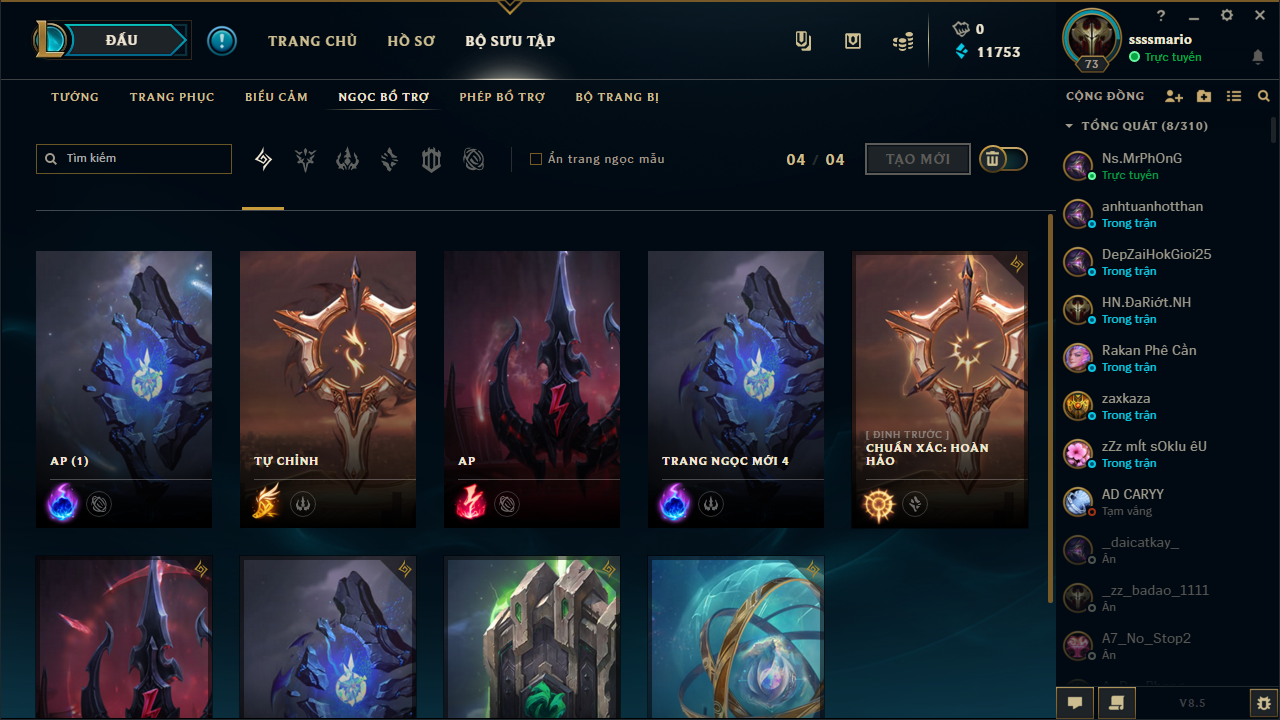 ĐẤU
TRANG CHỦ
HỒ SƠ
BỘ SƯU TẬP
0
11753
73
ssssmario
Trực tuyến
TƯỚNG
TRANG PHỤC
BIỂU CẢM
NGỌC BỔ TRỢ
PHÉP BỔ TRỢ
BỘ TRANG BỊ
Tìm kiếm
Ẩn trang ngọc mẫu
04 / 04
TẠO MỚI
AP (1)
TỰ CHỈNH
AP
TRANG NGỌC MỚI 4
[ ĐỊNH TRƯỚC ]
CHUẨN XÁC: HOÀN
HẢO
CỘNG ĐỒNG
TỔNG QUÁT (8/310)
Ns.MrPhOnG
Trực tuyến
anhtuanhotthan
Trong trận
DepZaiHokGioi25
Trong trận
HN.ĐaRiớt.NH
Trong trận
Rakan Phê Cần
Trong trận
zaxkaza
Trong trận
zZz mÍt sOkIu êU
Trong trận
AD CARYY
Tạm vắng
_daicatkay_
Ẩn
_zz_badao_1111
Ẩn
A7_No_Stop2
Ẩn
V8.5